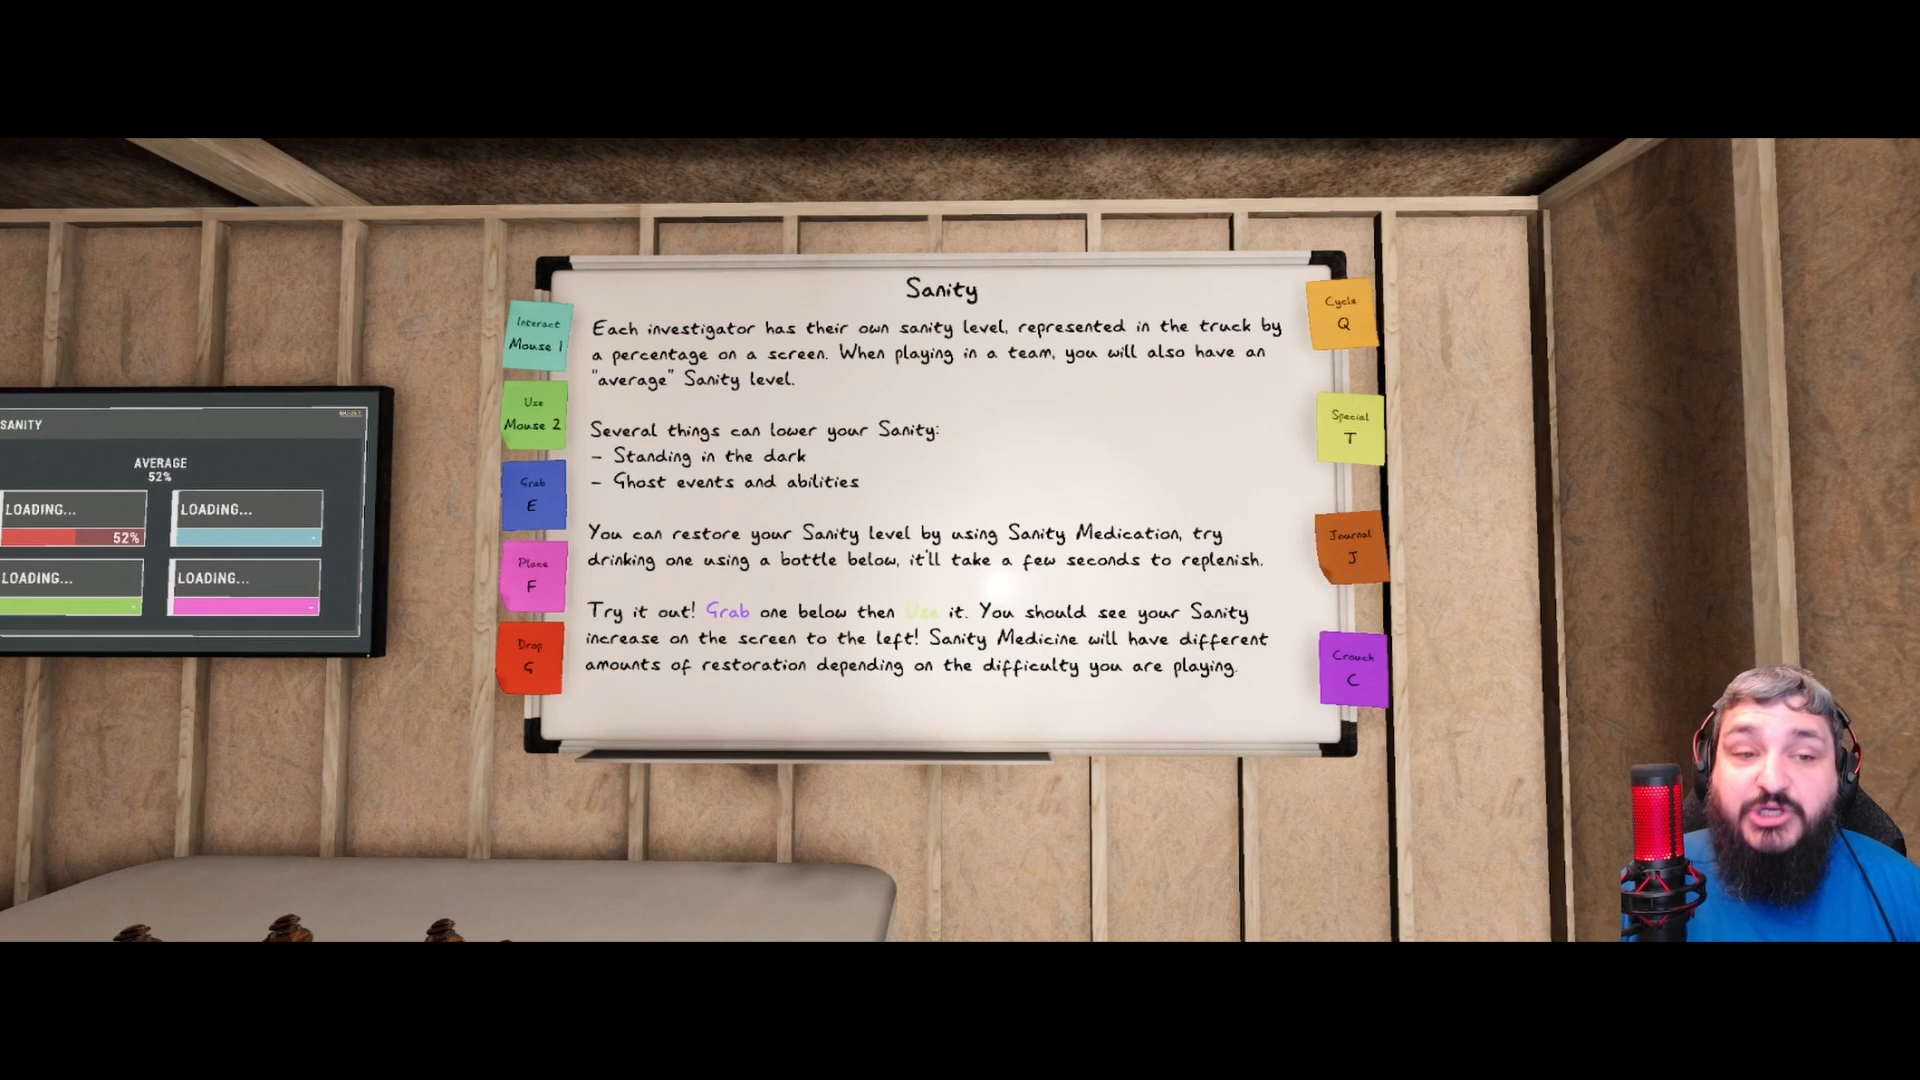 Sanity
Each investigator has their own sanity level, represented in the truck by
a percentage on a screen. When playing in a team, you will also have an
"average" Sanity level.
Several things can lower your Sanity:
- Standing in the dark
- Ghost events and abilities
You can restore your Sanity level by using Sanity Medication, try
drinking one using a bottle below, it'll take a few seconds to replenish.
Try it out! Grab one below then Use it. You should see your Sanity
increase on the screen to the left! Sanity Medicine will have different
amounts of restoration depending on the difficulty you are playing.
Interact
Mouse 1
Use
Mouse 2
Grab
E
Place
F
Drop
G
Cycle
Q
Special
T
Journal
J
Crouch
C
SANITY
AVERAGE
52%
LOADING...
52%
LOADING...
LOADING...
LOADING...